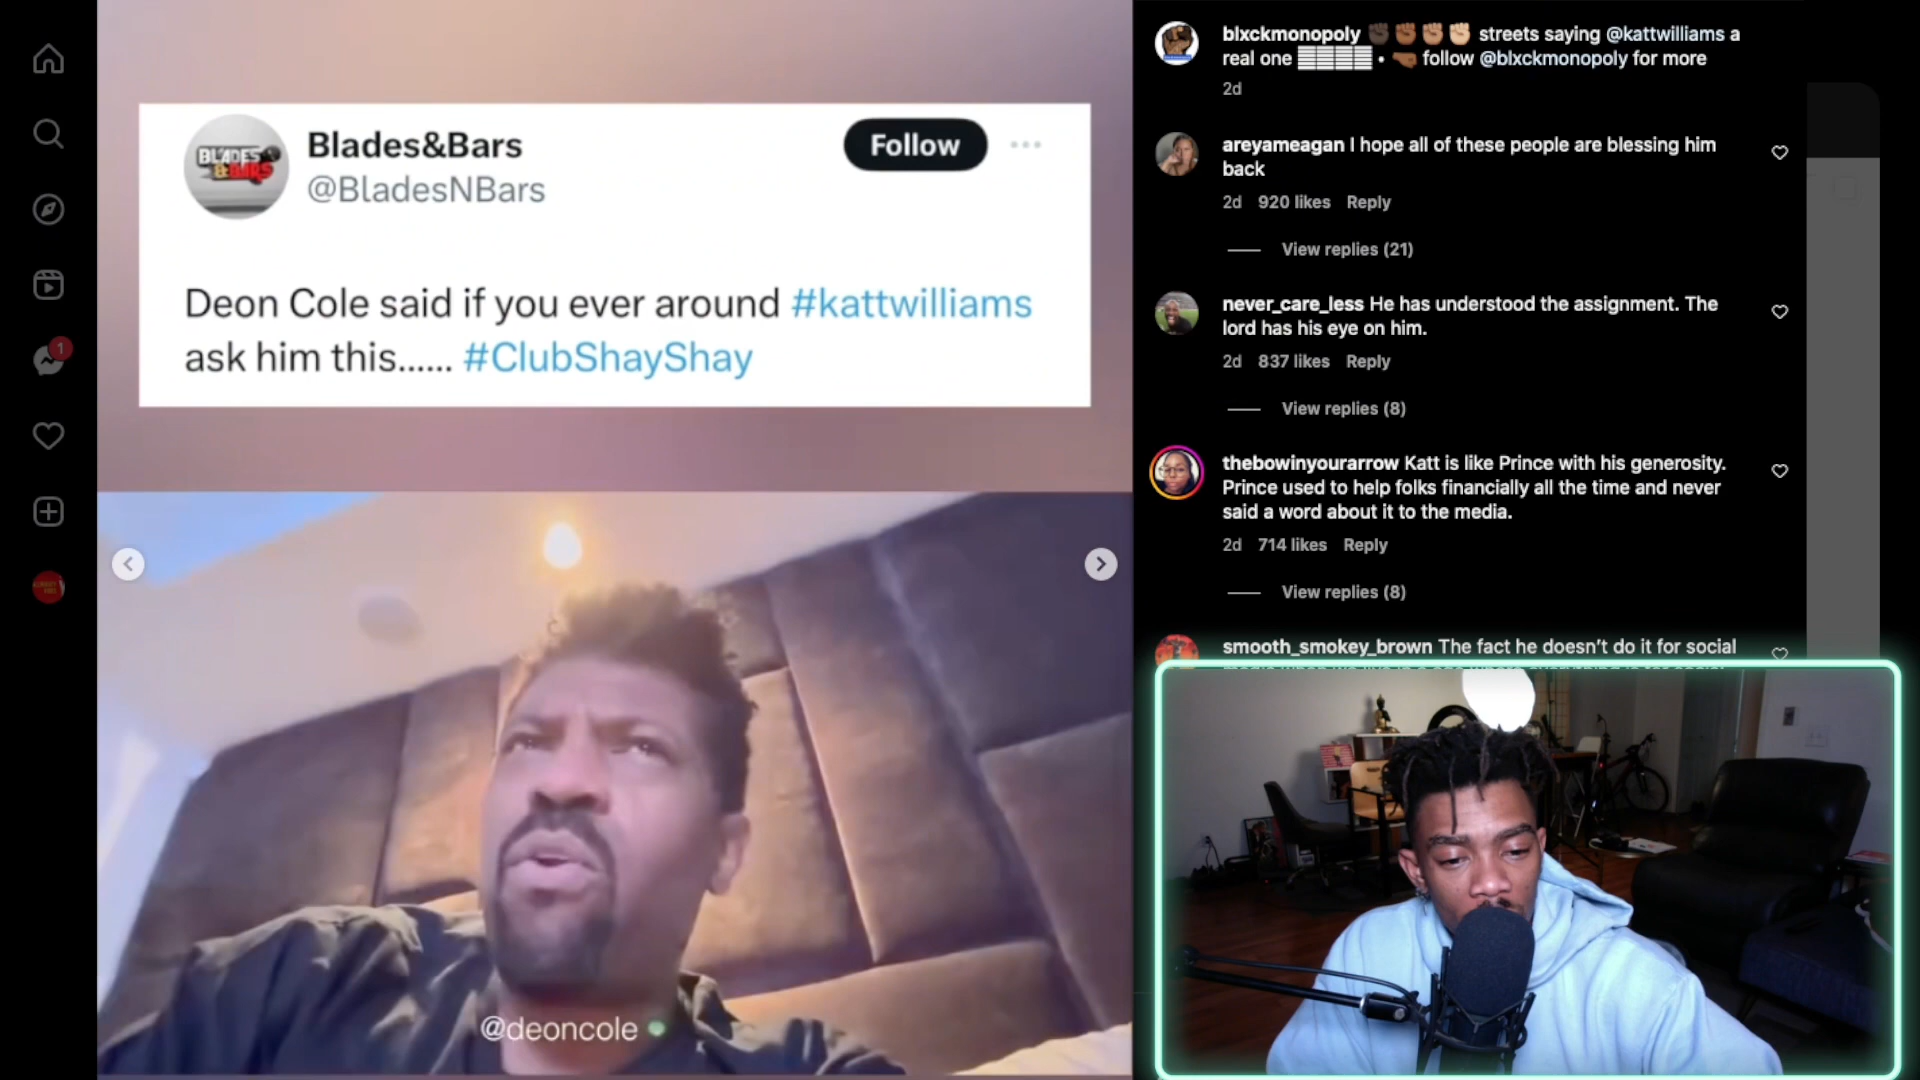 BLADES
&BARS
Blades&Bars
@BladesNBars
Follow
Deon Cole said if you ever around #kattwilliams
ask him this...... #ClubShayShay
@deoncole
1
blxckmonopoly ✊🏿✊🏾✊🏽✊🏼 streets saying @kattwilliams a
real one • follow @blxckmonopoly for more
2d
areyameagan I hope all of these people are blessing him
back
2d 920 likes Reply
View replies (21)
never_care_less He has understood the assignment. The
lord has his eye on him.
2d 837 likes Reply
View replies (8)
thebowinyourarrow Katt is like Prince with his generosity.
Prince used to help folks financially all the time and never
said a word about it to the media.
2d 714 likes Reply
View replies (8)
smooth_smokey_brown The fact he doesn't do it for social